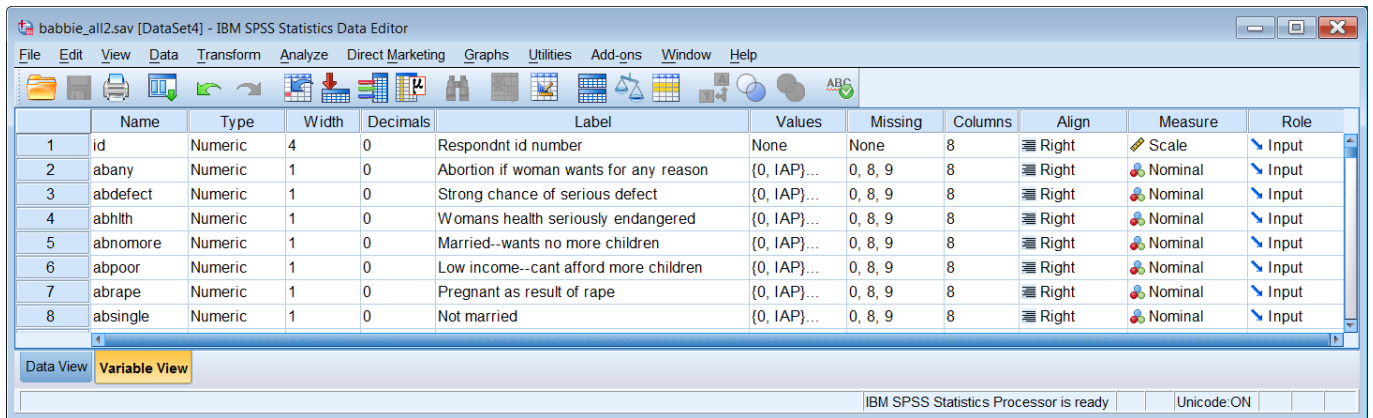 babbie_all2.sav [DataSet4] - IBM SPSS Statistics Data Editor
File Edit View Data Transform Analyze Direct Marketing Graphs Utilities Add-ons Window Help
μ A 1 4 ABC
Name Type Width Decimals Label Values Missing Columns Align Measure Role
1 id Numeric 4 0 Respondnt id number None None 8 Right Scale Input
2 abany Numeric 1 0 Abortion if woman wants for any reason {0, IAP}... 0, 8, 9 8 Right Nominal Input
3 abdefect Numeric 1 0 Strong chance of serious defect {0, IAP}... 0, 8, 9 8 Right Nominal Input
4 abhlth Numeric 1 0 Womans health seriously endangered {0, IAP}... 0, 8, 9 8 Right Nominal Input
5 abnomore Numeric 1 0 Married--wants no more children {0, IAP}... 0, 8, 9 8 Right Nominal Input
6 abpoor Numeric 1 0 Low income--cant afford more children {0, IAP}... 0, 8, 9 8 Right Nominal Input
7 abrape Numeric 1 0 Pregnant as result of rape {0, IAP}... 0, 8, 9 8 Right Nominal Input
8 absingle Numeric 1 0 Not married {0, IAP}... 0, 8, 9 8 Right Nominal Input
Data View Variable View
IBM SPSS Statistics Processor is ready Unicode:ON